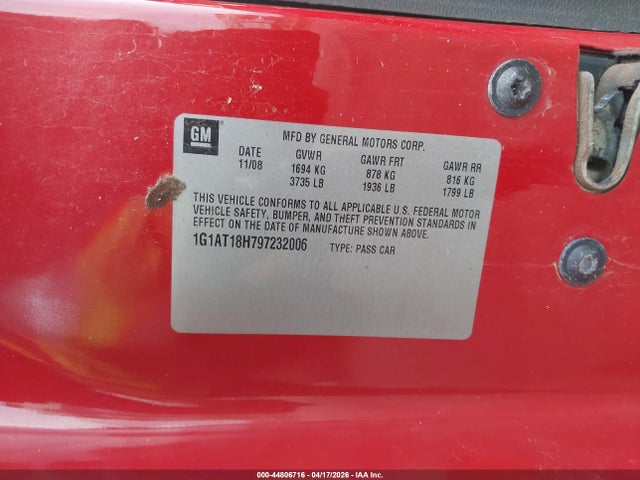 GM
MFD BY GENERAL MOTORS CORP.
DATE GVWR GAWR FRT GAWR RR
11/08 1694 KG 878 KG 816 KG
3735 LB 1936 LB 1799 LB
THIS VEHICLE CONFORMS TO ALL APPLICABLE U.S. FEDERAL MOTOR
VEHICLE SAFETY, BUMPER, AND THEFT PREVENTION STANDARDS IN
EFFECT ON THE DATE OF MANUFACTURE SHOWN ABOVE.
1G1AT18H797232006 TYPE: PASS CAR
000-44806716 - 04/17/2026 - IAA Inc.